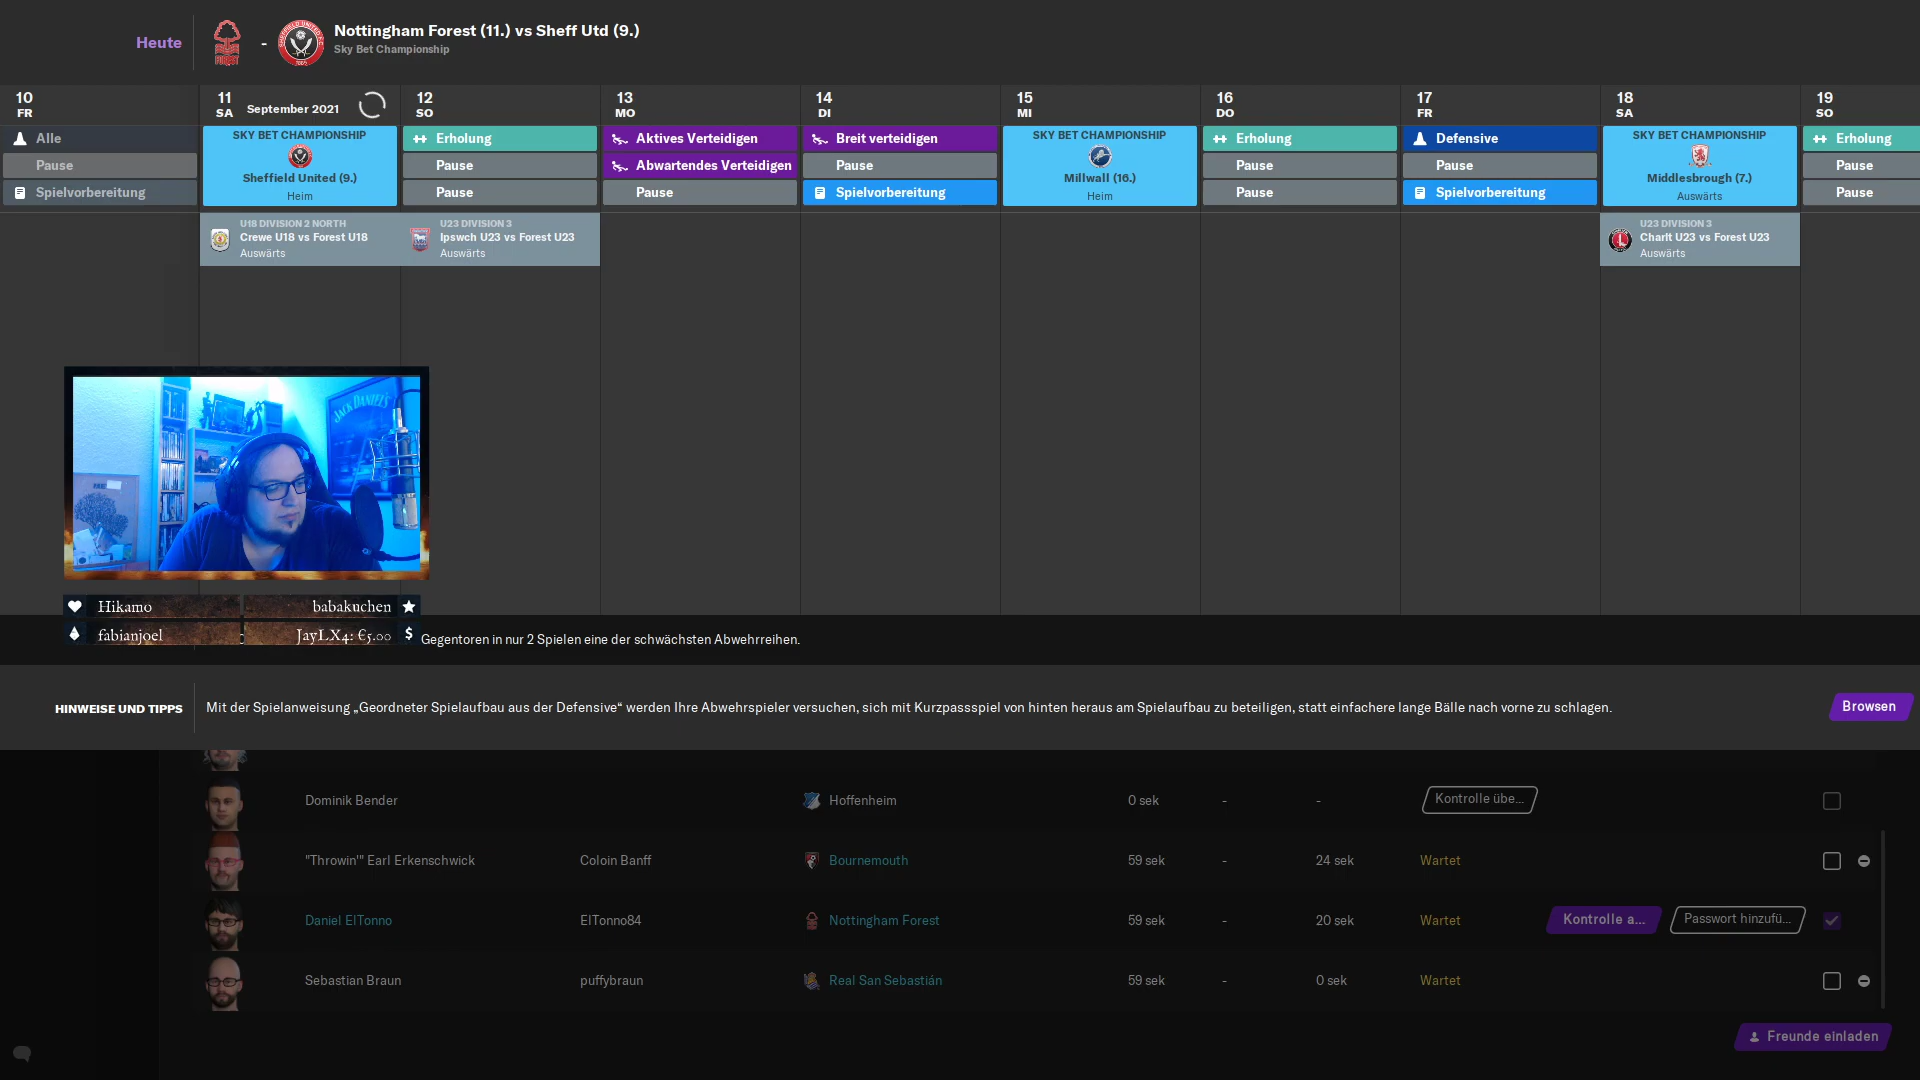 Heute
-
Nottingham Forest (11.) vs Sheff Utd (9.)
Sky Bet Championship
10
FR
11
SA
September 2021
12
SO
13
MO
14
DI
15
MI
16
DO
17
FR
18
SA
19
SO
Alle
Pause
Spielvorbereitung
SKY BET CHAMPIONSHIP
Sheffield United (9.)
Heim
Erholung
Pause
Pause
Aktives Verteidigen
Abwartendes Verteidigen
Pause
Breit verteidigen
Pause
Spielvorbereitung
SKY BET CHAMPIONSHIP
Millwall (16.)
Heim
Erholung
Pause
Pause
Defensive
Pause
Spielvorbereitung
SKY BET CHAMPIONSHIP
Middlesbrough (7.)
Auswärts
Erholung
Pause
Pause
U18 DIVISION 2 NORTH
Crewe U18 vs Forest U18
Auswärts
U23 DIVISION 3
Ipswch U23 vs Forest U23
Auswärts
U23 DIVISION 3
Charlt U23 vs Forest U23
Auswärts
JACK DANIEL'S
Hikamo
babakuchen
fabianjoel
JayLX4: €5.00
Gegentoren in nur 2 Spielen eine der schwächsten Abwehrreihen.
HINWEISE UND TIPPS
Mit der Spielanweisung „Geordneter Spielaufbau aus der Defensive“ werden Ihre Abwehrspieler versuchen, sich mit Kurzpassspiel von hinten heraus am Spielaufbau zu beteiligen, statt einfachere lange Bälle nach vorne zu schlagen.
Browsen
Dominik Bender Hoffenheim 0 sek - - Kontrolle übe...
"Throwin'" Earl Erkenschwick Coloin Banff Bournemouth 59 sek - 24 sek Wartet
Daniel ElTonno ElTonno84 Nottingham Forest 59 sek - 20 sek Wartet Kontrolle a... Passwort hinzufü...
Sebastian Braun puffybraun Real San Sebastián 59 sek - 0 sek Wartet
Freunde einladen